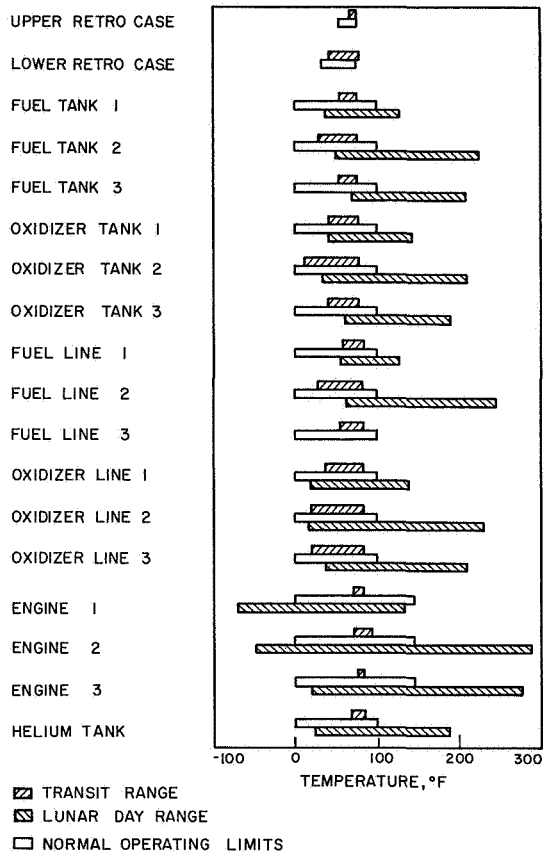 UPPER RETRO CASE
LOWER RETRO CASE
FUEL TANK 1
FUEL TANK 2
FUEL TANK 3
OXIDIZER TANK 1
OXIDIZER TANK 2
OXIDIZER TANK 3
FUEL LINE 1
FUEL LINE 2
FUEL LINE 3
OXIDIZER LINE 1
OXIDIZER LINE 2
OXIDIZER LINE 3
ENGINE 1
ENGINE 2
ENGINE 3
HELIUM TANK
-100 0 100 200 300
TEMPERATURE, °F
TRANSIT RANGE
LUNAR DAY RANGE
NORMAL OPERATING LIMITS